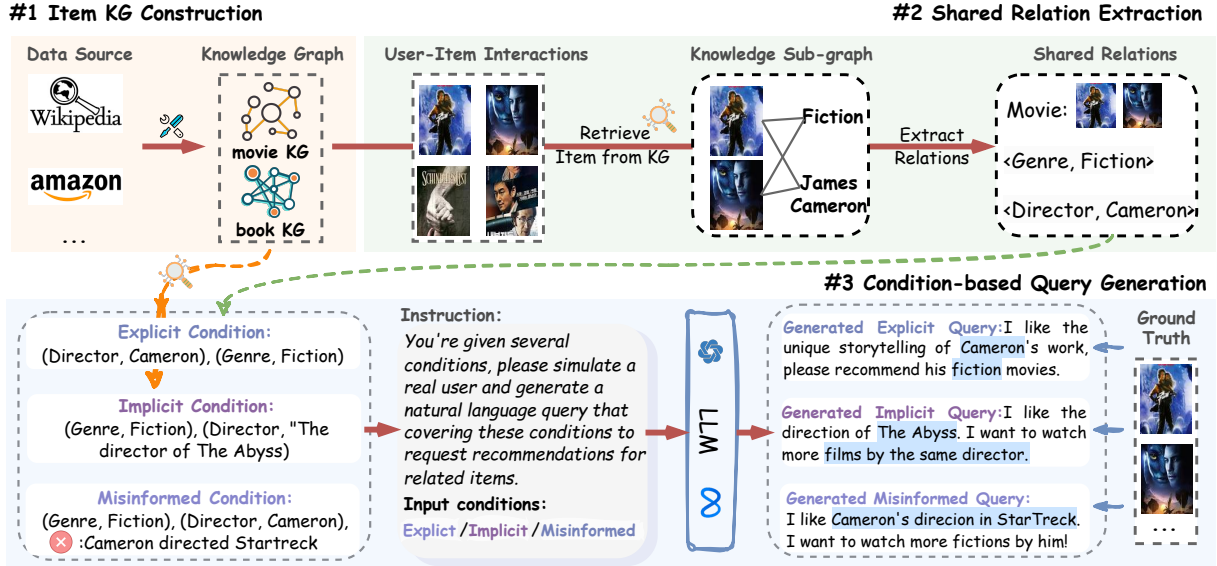 #1 Item KG Construction
#2 Shared Relation Extraction
Data Source
Knowledge Graph
User-Item Interactions
Knowledge Sub-graph
Shared Relations
Wikipedia
amazon
...
movie KG
book KG
SCHINDLER'S LIST
Retrieve
Item from KG
Fiction
James
Cameron
Extract
Relations
Movie:
<Genre, Fiction>
<Director, Cameron>
#3 Condition-based Query Generation
Explicit Condition:
(Director, Cameron), (Genre, Fiction)
Implicit Condition:
(Genre, Fiction), (Director, "The
director of The Abyss)
Misinformed Condition:
(Genre, Fiction), (Director, Cameron),
:Cameron directed Startreck
Instruction:
You're given several
conditions, please simulate a
real user and generate a
natural language query that
covering these conditions to
request recommendations for
related items.
Input conditions:
Explict /Implicit /Misinformed
LLM
Generated Explicit Query:I like the
unique storytelling of Cameron's work,
please recommend his fiction movies.
Generated Implicit Query:I like the
direction of The Abyss. I want to watch
more films by the same director.
Generated Misinformed Query:
I like Cameron's direcion in StarTreck.
I want to watch more fictions by him!
Ground
Truth
...